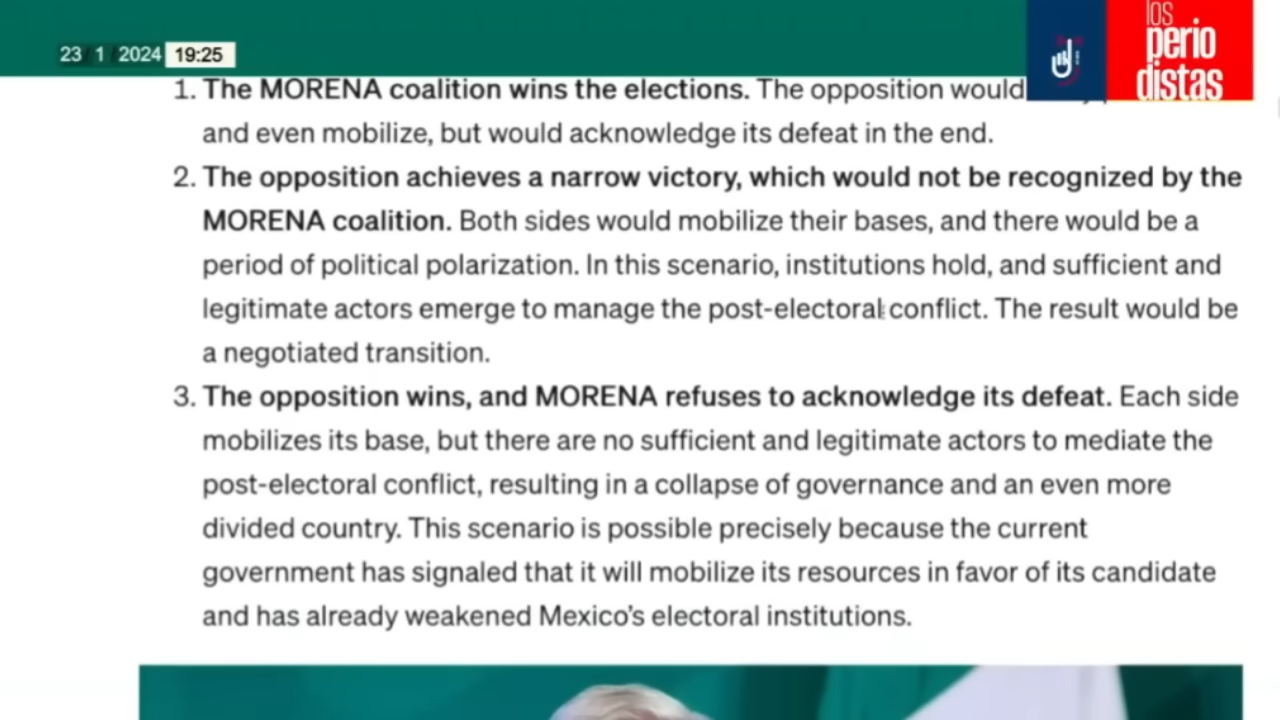 23 1 2024 19:25
los
perio
distas
1. The MORENA coalition wins the elections. The opposition would
and even mobilize, but would acknowledge its defeat in the end.
2. The opposition achieves a narrow victory, which would not be recognized by the
MORENA coalition. Both sides would mobilize their bases, and there would be a
period of political polarization. In this scenario, institutions hold, and sufficient and
legitimate actors emerge to manage the post-electoral conflict. The result would be
a negotiated transition.
3. The opposition wins, and MORENA refuses to acknowledge its defeat. Each side
mobilizes its base, but there are no sufficient and legitimate actors to mediate the
post-electoral conflict, resulting in a collapse of governance and an even more
divided country. This scenario is possible precisely because the current
government has signaled that it will mobilize its resources in favor of its candidate
and has already weakened Mexico’s electoral institutions.